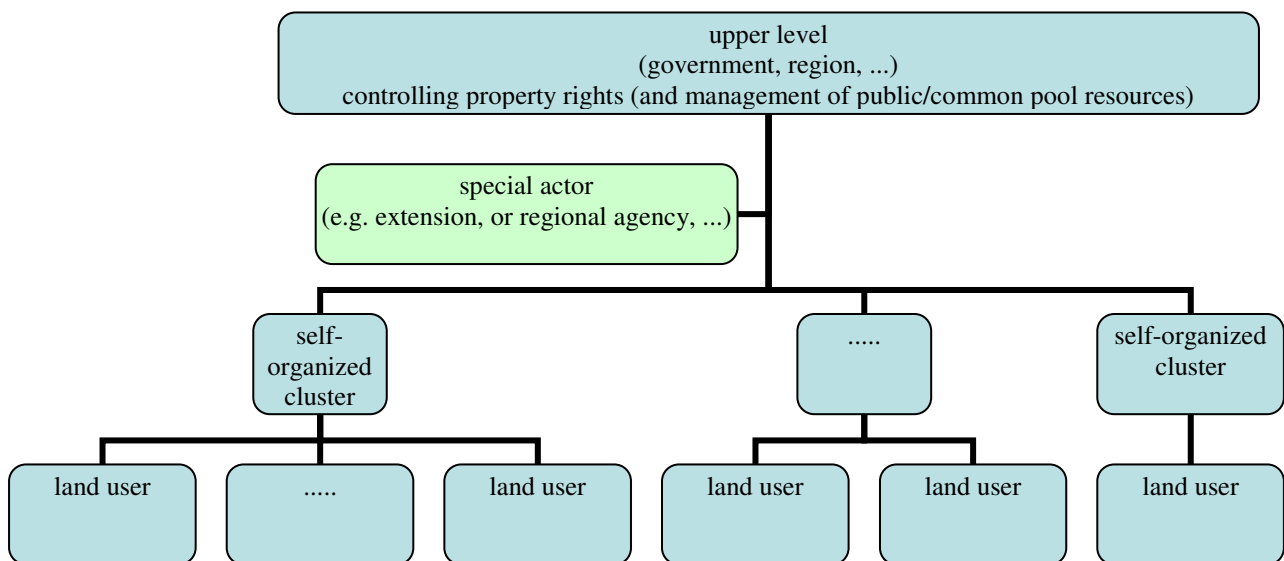 upper level
(government, region, ...)
controlling property rights (and management of public/common pool resources)
special actor
(e.g. extension, or regional agency, ...)
self-
organized
cluster
.....
self-organized
cluster
land user
.....
land user
land user
land user
land user